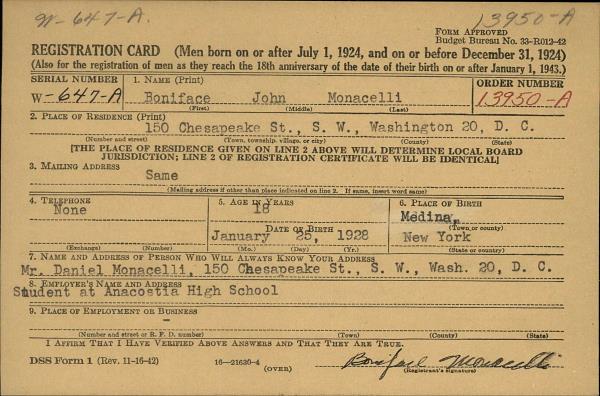 W-647-A.
13950-A
FORM APPROVED
Budget Bureau No. 33-R012-42
REGISTRATION CARD (Men born on or after July 1, 1924, and on or before December 31, 1924)
(Also for the registration of men as they reach the 18th anniversary of the date of their birth on or after January 1, 1943.)
SERIAL NUMBER
1. NAME (Print)
ORDER NUMBER
W-647-A
Boniface John Monacelli
13950-A
(First) (Middle) (Last)
2. PLACE OF RESIDENCE (Print)
150 Chesapeake St., S. W., Washington 20, D. C.
(Number and street) (Town, township, village, or city) (County) (State)
[THE PLACE OF RESIDENCE GIVEN ON LINE 2 ABOVE WILL DETERMINE LOCAL BOARD
JURISDICTION; LINE 2 OF REGISTRATION CERTIFICATE WILL BE IDENTICAL]
3. MAILING ADDRESS
Same
(Mailing address if other than place indicated on line 2. If same, insert word same)
4. TELEPHONE
5. AGE IN YEARS
6. PLACE OF BIRTH
None
18
Medina,
DATE OF BIRTH
(Town or county)
January 25, 1928
New York
(Exchange) (Number)
(Mo.) (Day) (Yr.)
(State or country)
7. NAME AND ADDRESS OF PERSON WHO WILL ALWAYS KNOW YOUR ADDRESS
Mr. Daniel Monacelli, 150 Chesapeake St., S. W., Wash. 20, D. C.
8. EMPLOYER'S NAME AND ADDRESS
Student at Anacostia High School
9. PLACE OF EMPLOYMENT OR BUSINESS
-
(Number and street or R. F. D. number) (Town) (County) (State)
I AFFIRM THAT I HAVE VERIFIED ABOVE ANSWERS AND THAT THEY ARE TRUE.
DSS Form 1 (Rev. 11-16-42)
16—21630-4
(OVER)
Boniface Monacelli
(Registrant's signature)